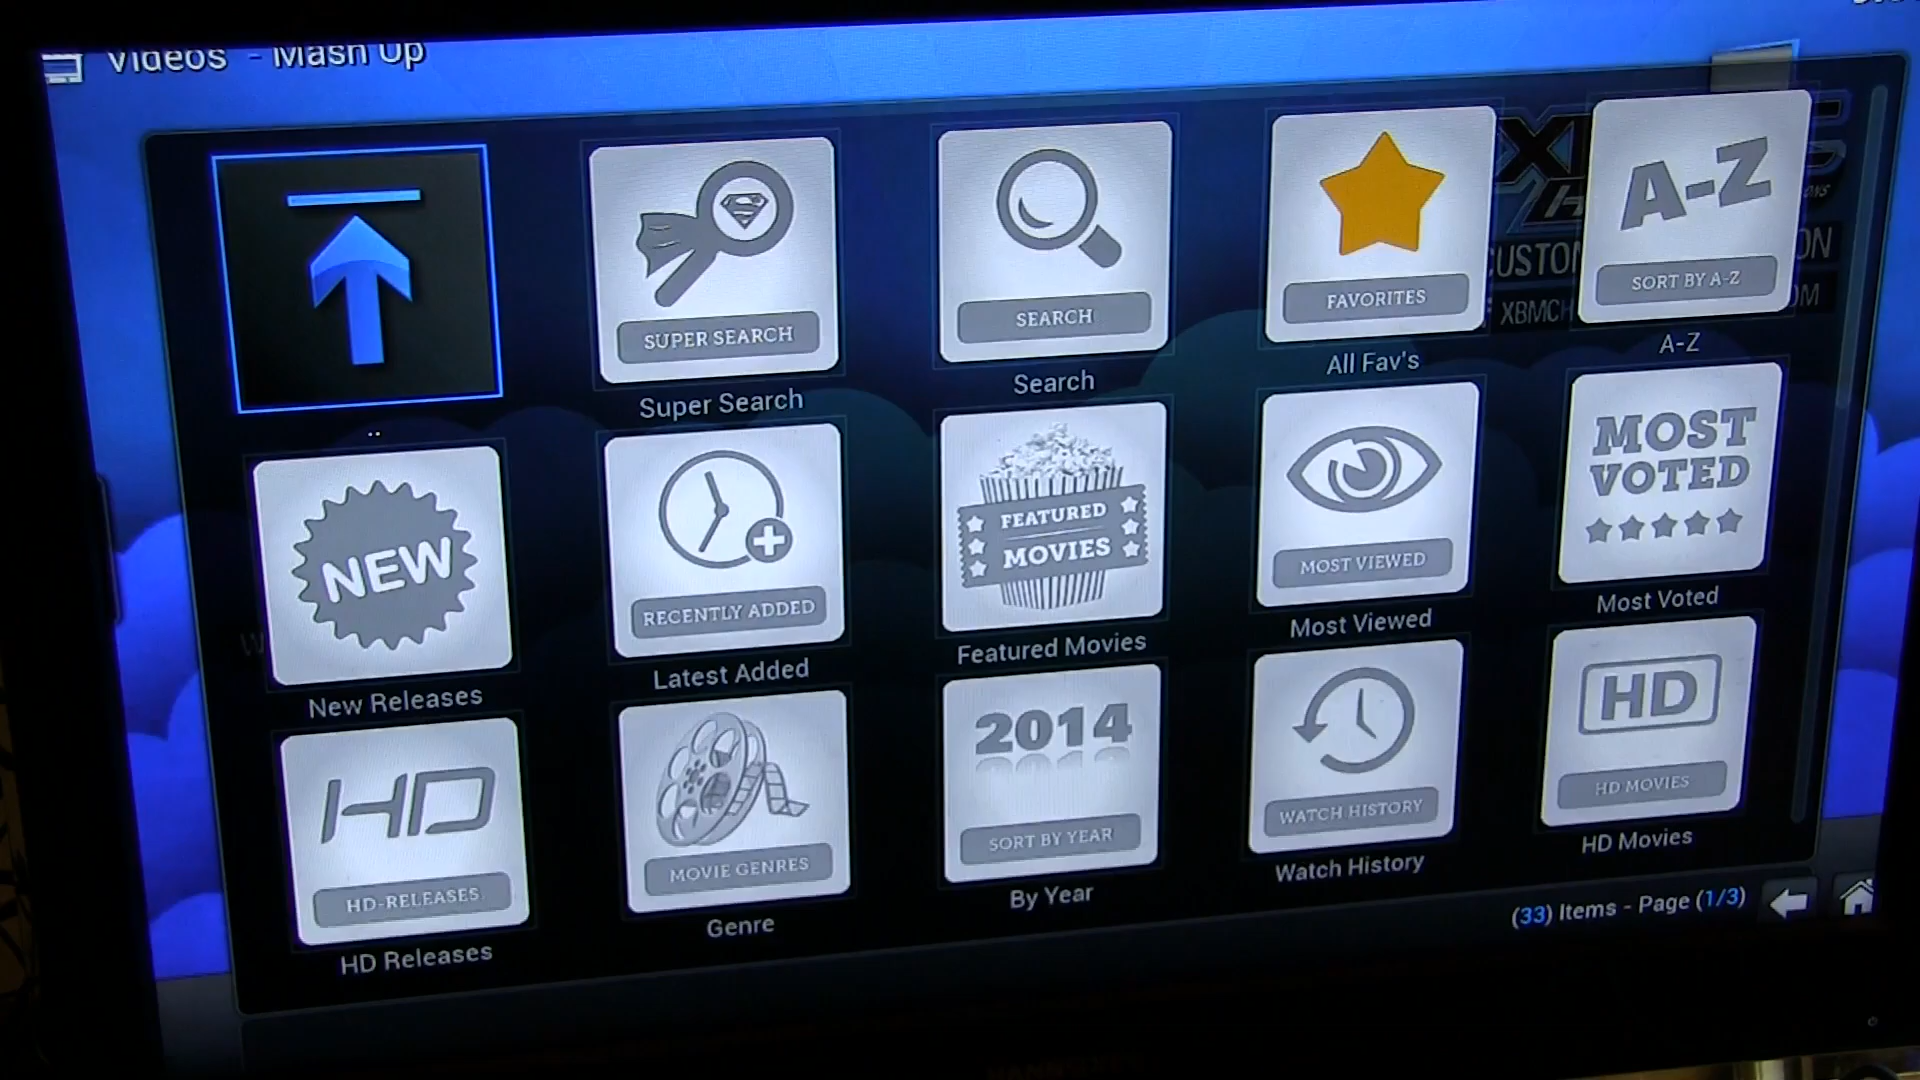 Videos - Mash Up
SUPER SEARCH
SEARCH
FAVORITES
A-Z
SORT BY A-Z
XBMCH
..
Super Search
Search
All Fav's
A-Z
NEW
RECENTLY ADDED
FEATURED
MOVIES
MOST VIEWED
MOST
VOTED
New Releases
Latest Added
Featured Movies
Most Viewed
Most Voted
HD
HD-RELEASES
MOVIE GENRES
2014
SORT BY YEAR
WATCH HISTORY
HD
HD MOVIES
HD Releases
Genre
By Year
Watch History
HD Movies
(33) Items - Page (1/3)